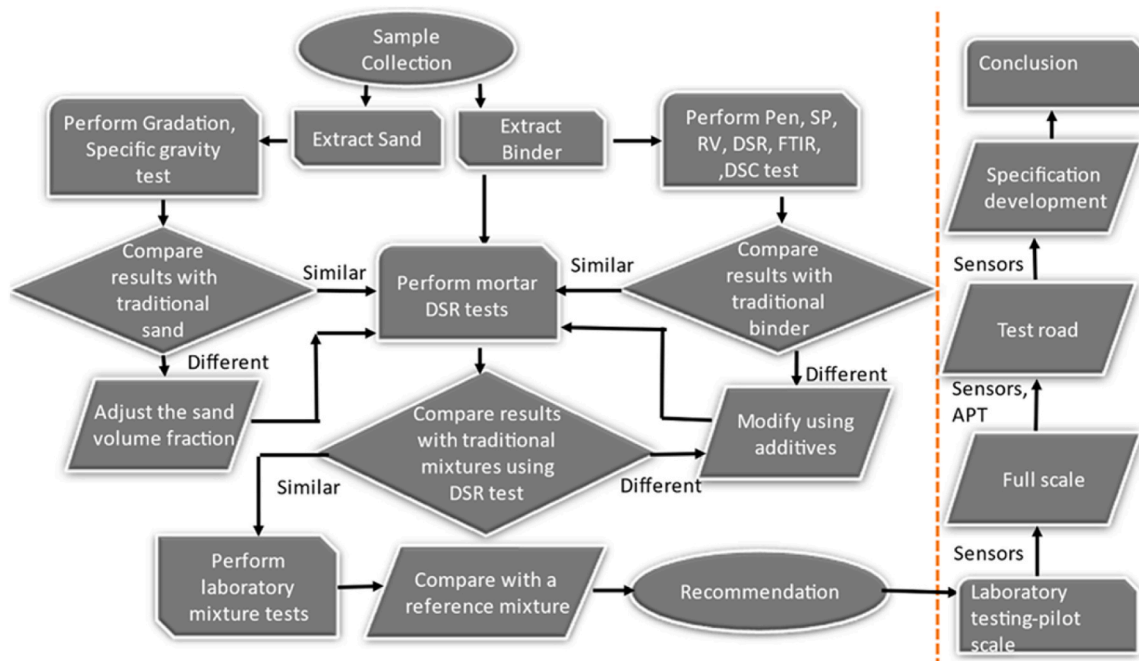 Sample
Collection
Extract Sand
Extract
Binder
Perform Gradation,
Specific gravity
test
Perform Pen, SP,
RV, DSR, FTIR,
,DSC test
Compare
results with
traditional
sand
Similar
Perform mortar
DSR tests
Similar
Compare
results with
traditional
binder
Different
Different
Adjust the sand
volume fraction
Compare results
with traditional
mixtures using
DSR test
Modify using
additives
Similar
Different
Perform
laboratory
mixture tests
Compare with a
reference mixture
Recommendation
Laboratory
testing-pilot
scale
Sensors
Full scale
Sensors,
APT
Test road
Sensors
Specification
development
Conclusion